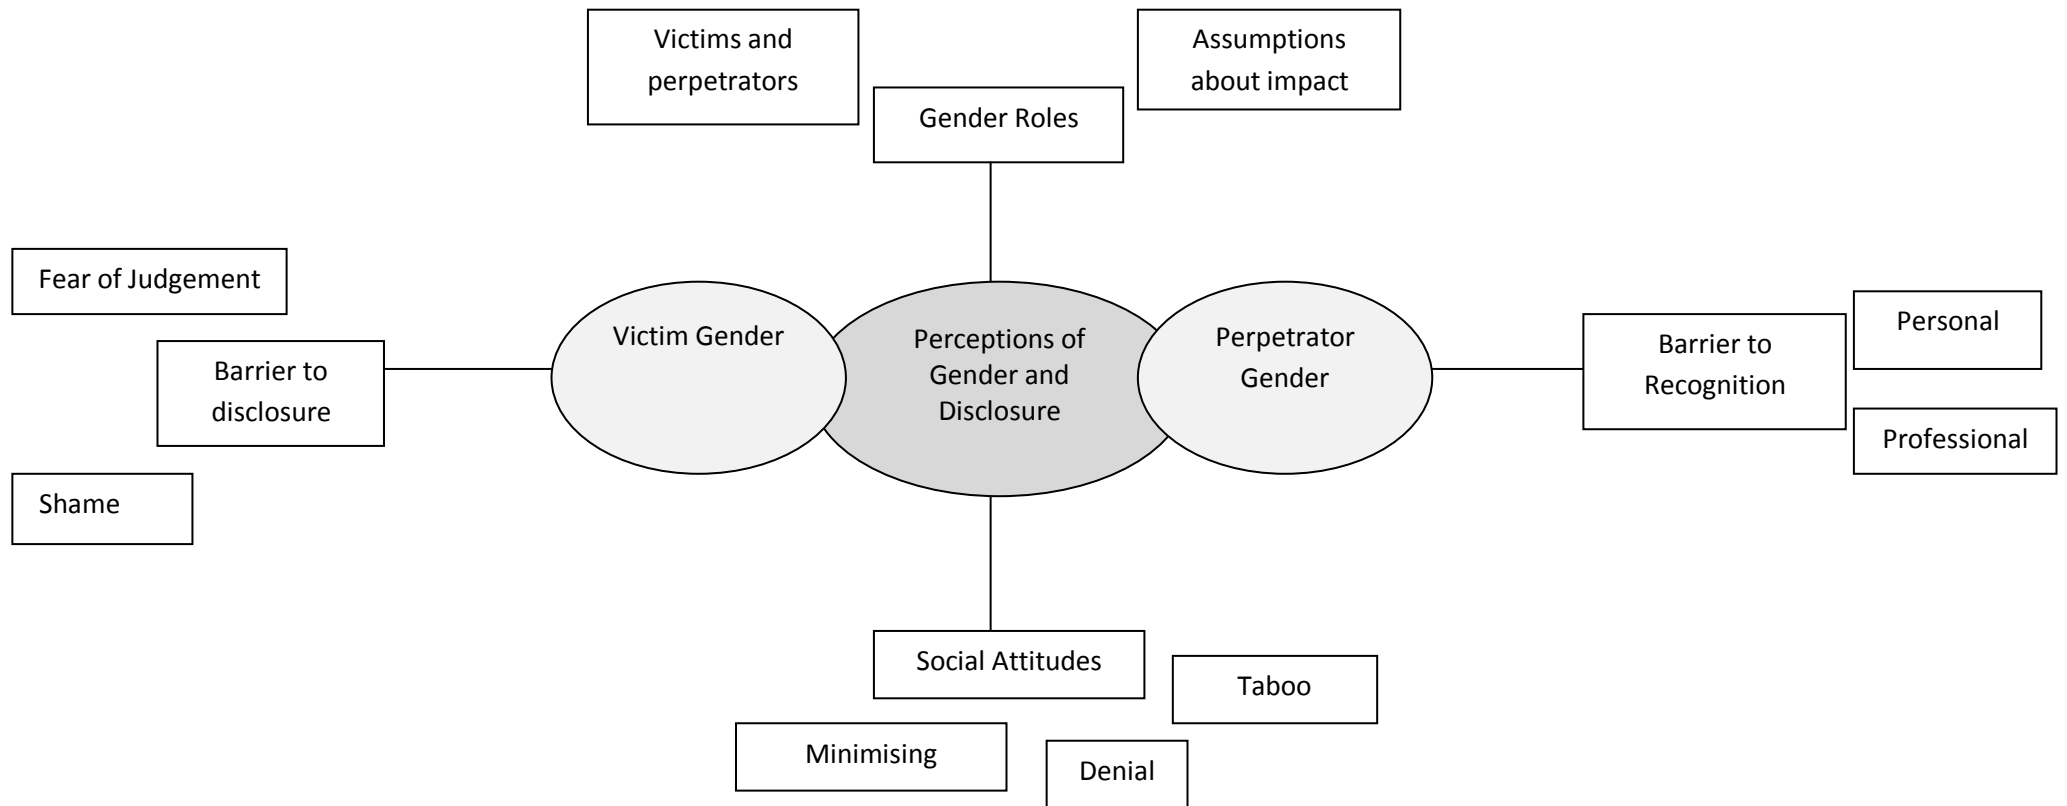 Victims and
perpetrators
Assumptions
about impact
Gender Roles
Fear of Judgement
Barrier to
disclosure
Shame
Victim Gender
Perceptions of
Gender and
Disclosure
Perpetrator
Gender
Barrier to
Recognition
Personal
Professional
Social Attitudes
Taboo
Minimising
Denial